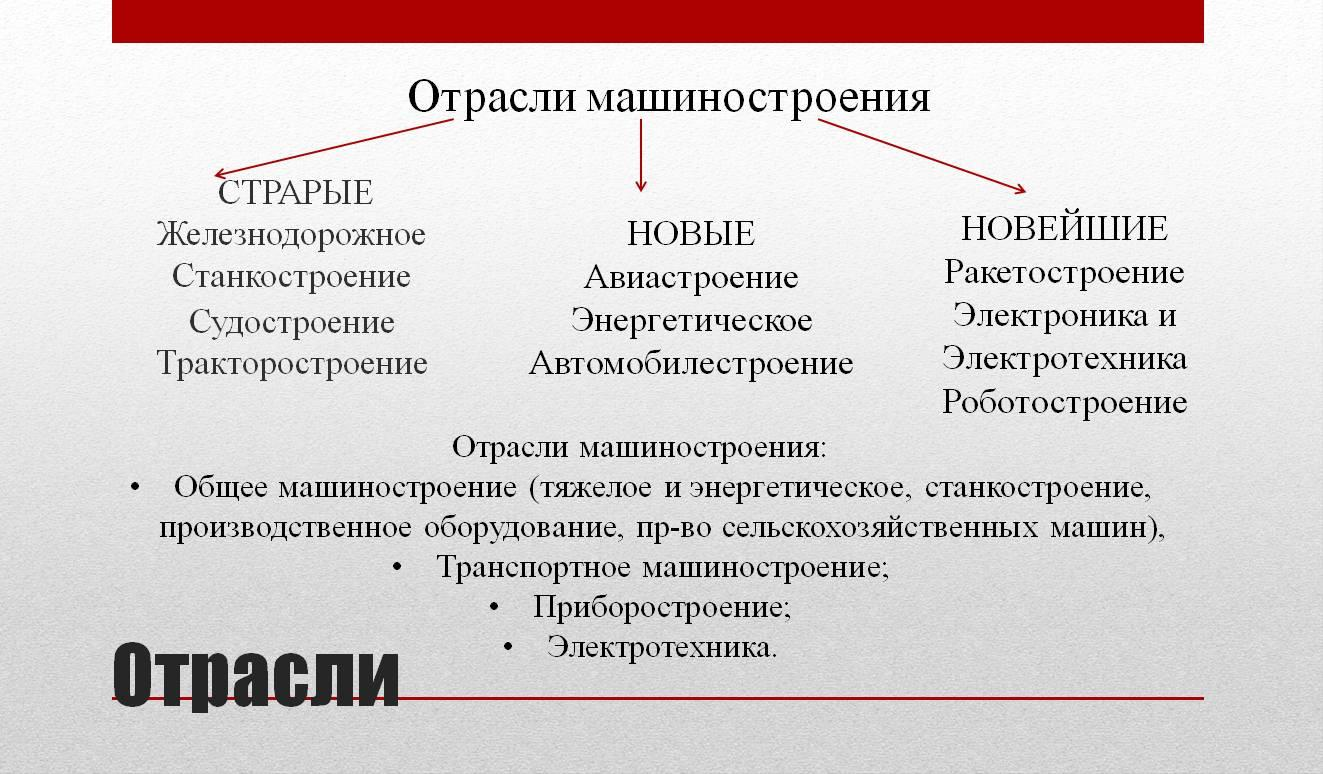 Отрасли машиностроения
СТРАРЫЕ
Железнодорожное
Станкостроение
Судостроение
Тракторостроение
НОВЫЕ
Авиастроение
Энергетическое
Автомобилестроение
НОВЕЙШИЕ
Ракетостроение
Электроника и
Электротехника
Роботостроение
Отрасли машиностроения:
• Общее машиностроение (тяжелое и энергетическое, станкостроение,
производственное оборудование, пр-во сельскохозяйственных машин),
• Транспортное машиностроение;
• Приборостроение;
• Электротехника.
Отрасли